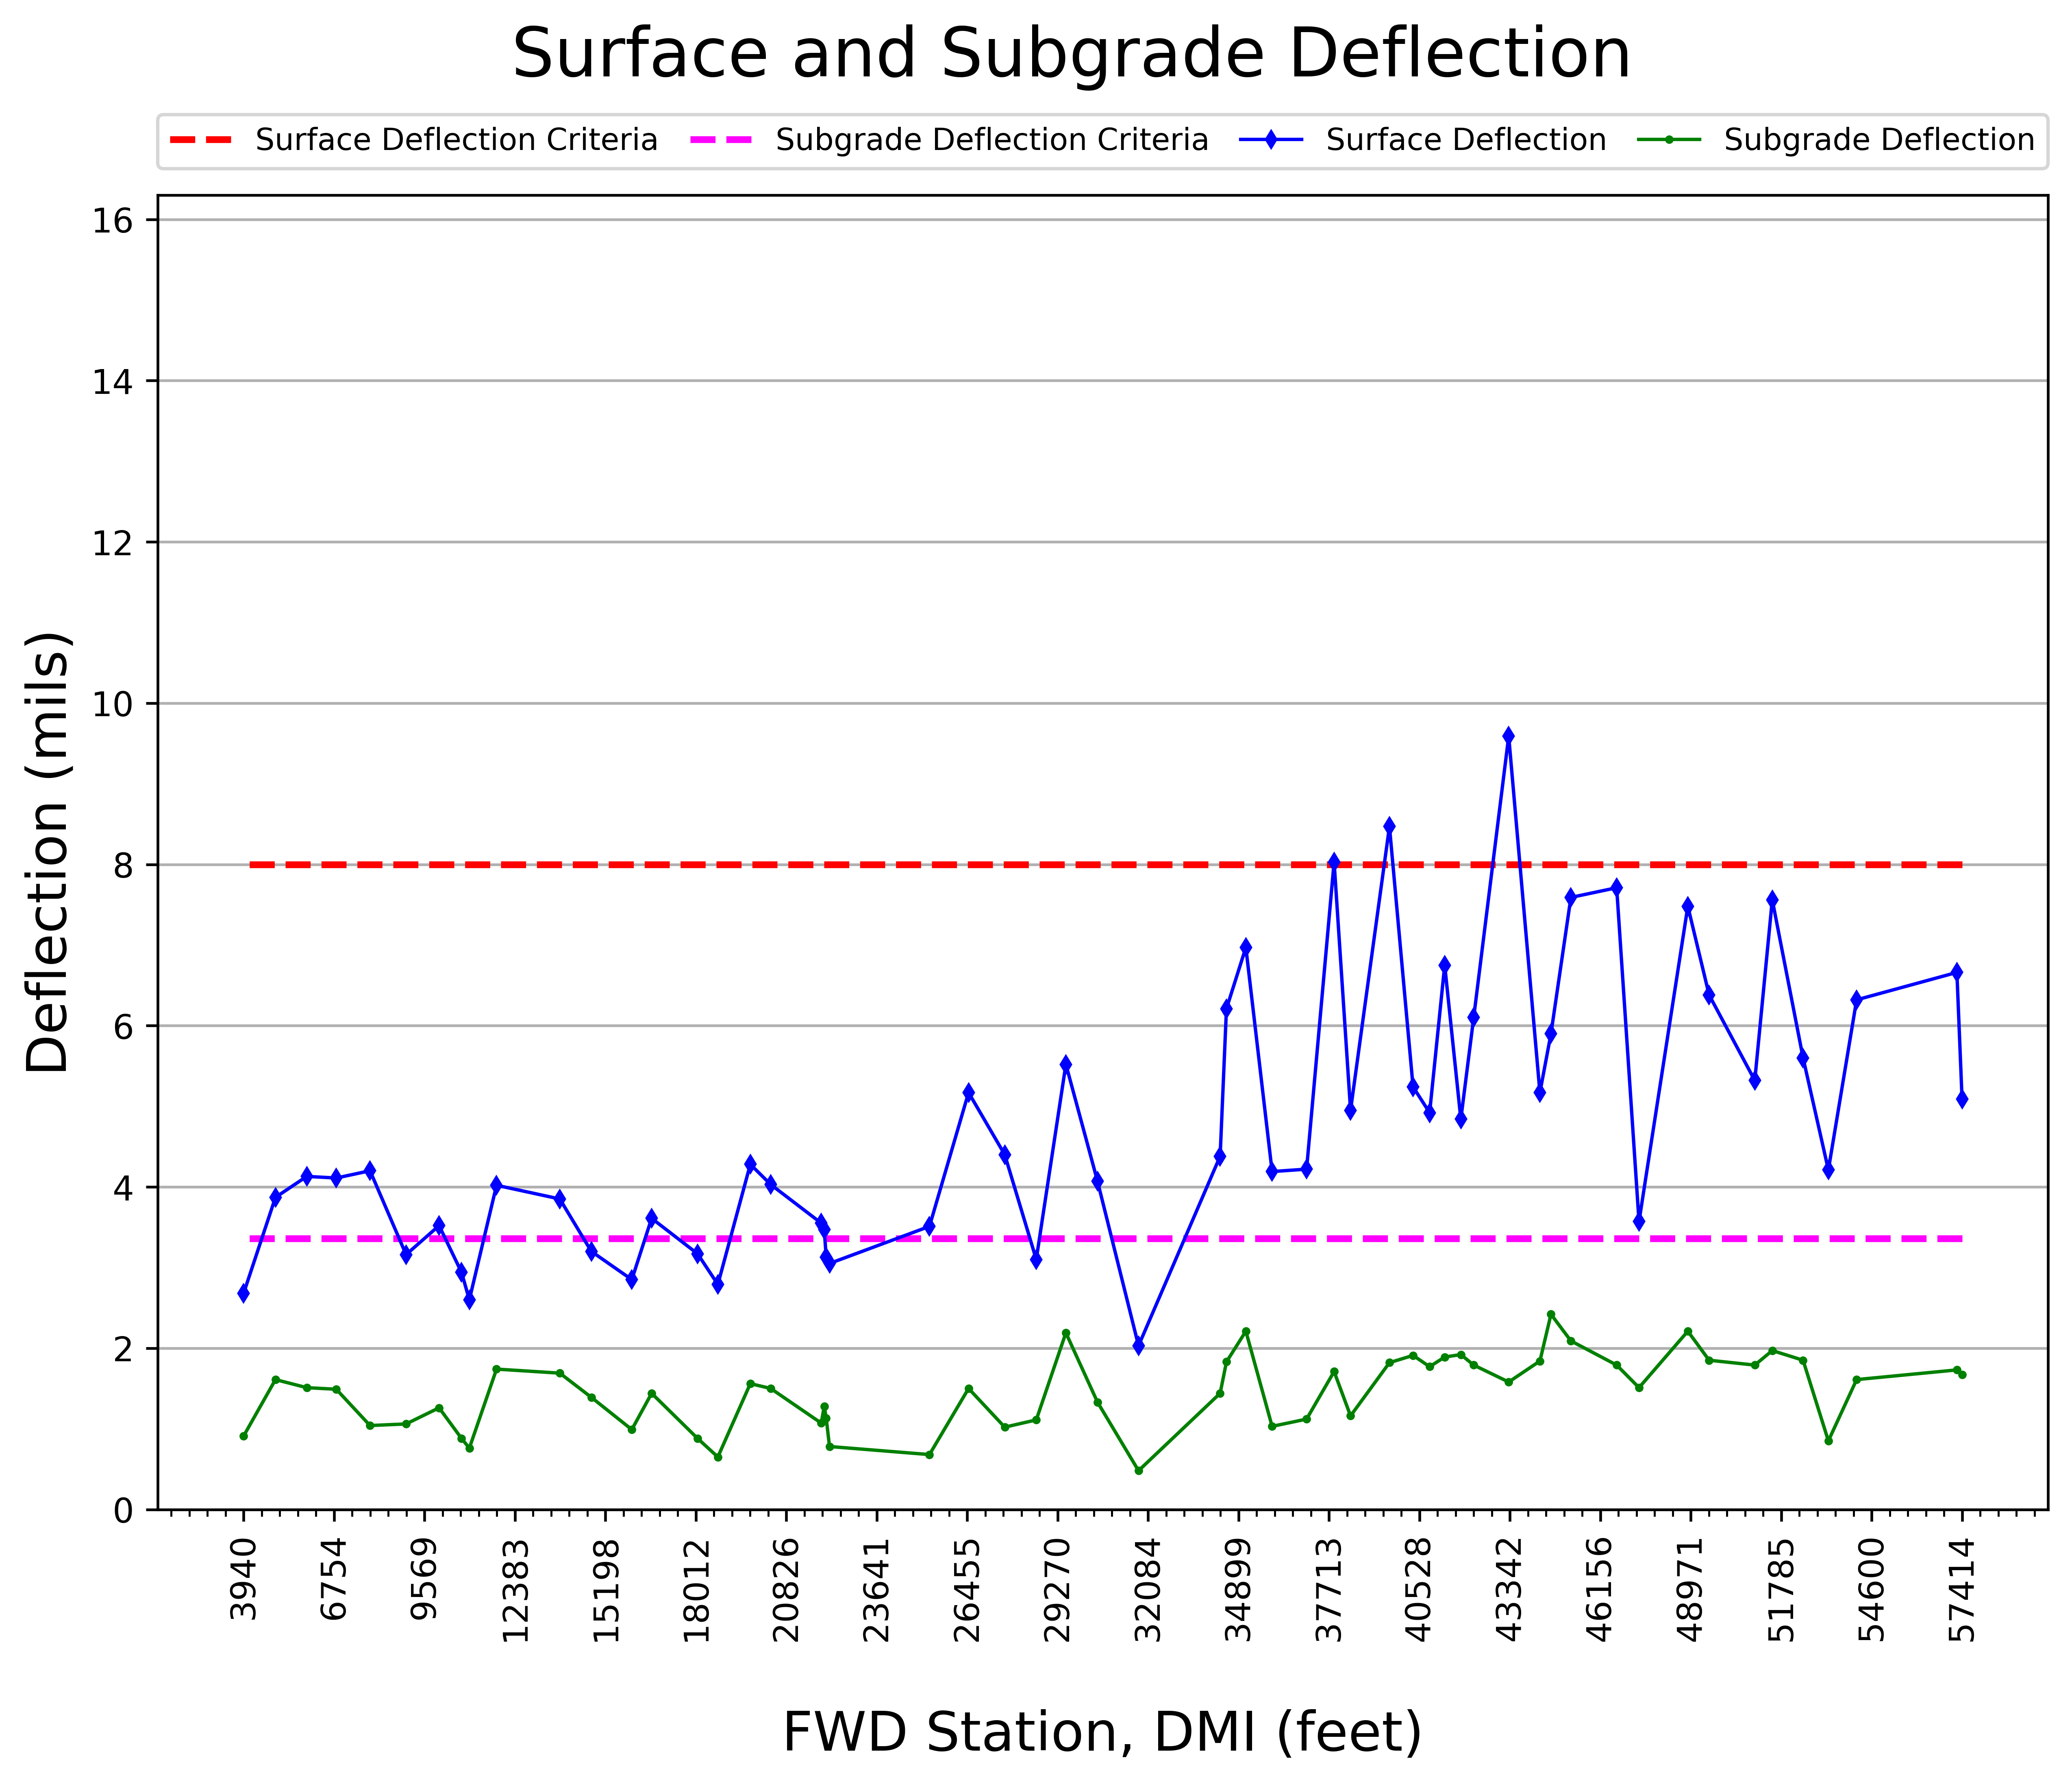 Surface and Subgrade Deflection
Surface Deflection Criteria Subgrade Deflection Criteria Surface Deflection Subgrade Deflection
16
14
12
10
8
6
4
2
0
Deflection (mils)
3940 6754 9569 12383 15198 18012 20826 23641 26455 29270 32084 34899 37713 40528 43342 46156 48971 51785 54600 57414
FWD Station, DMI (feet)